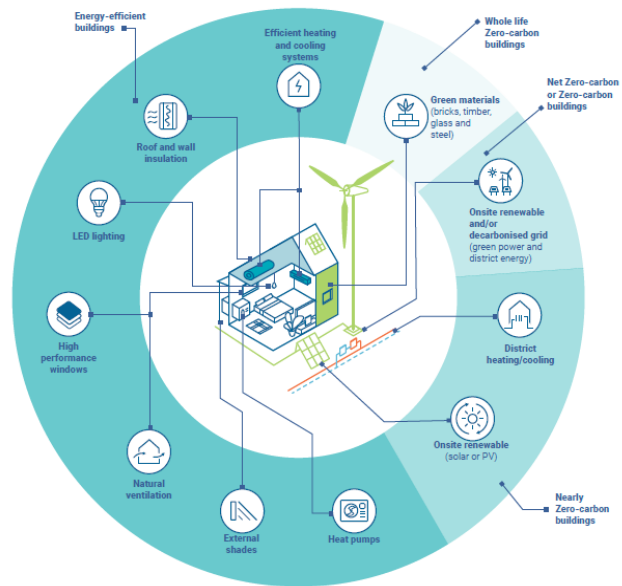 Energy-efficient
buildings
Efficient heating
and cooling
systems
Whole life
Zero-carbon
buildings
Net Zero-carbon
or Zero-carbon
buildings
Green materials
(bricks, timber,
glass and
steel)
Roof and wall
insulation
Onsite renewable
and/or
decarbonised grid
(green power and
district energy)
LED lighting
High
performance
windows
District
heating/cooling
Onsite renewable
(solar or PV)
Natural
ventilation
External
shades
Heat pumps
Nearly
Zero-carbon
buildings